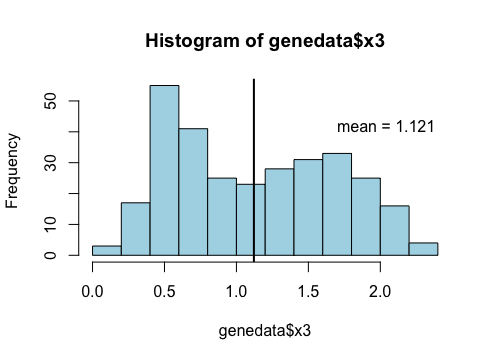 Histogram of genedata$x3
mean = 1.121
Frequency
50
30
10
0
0.0 0.5 1.0 1.5 2.0
genedata$x3